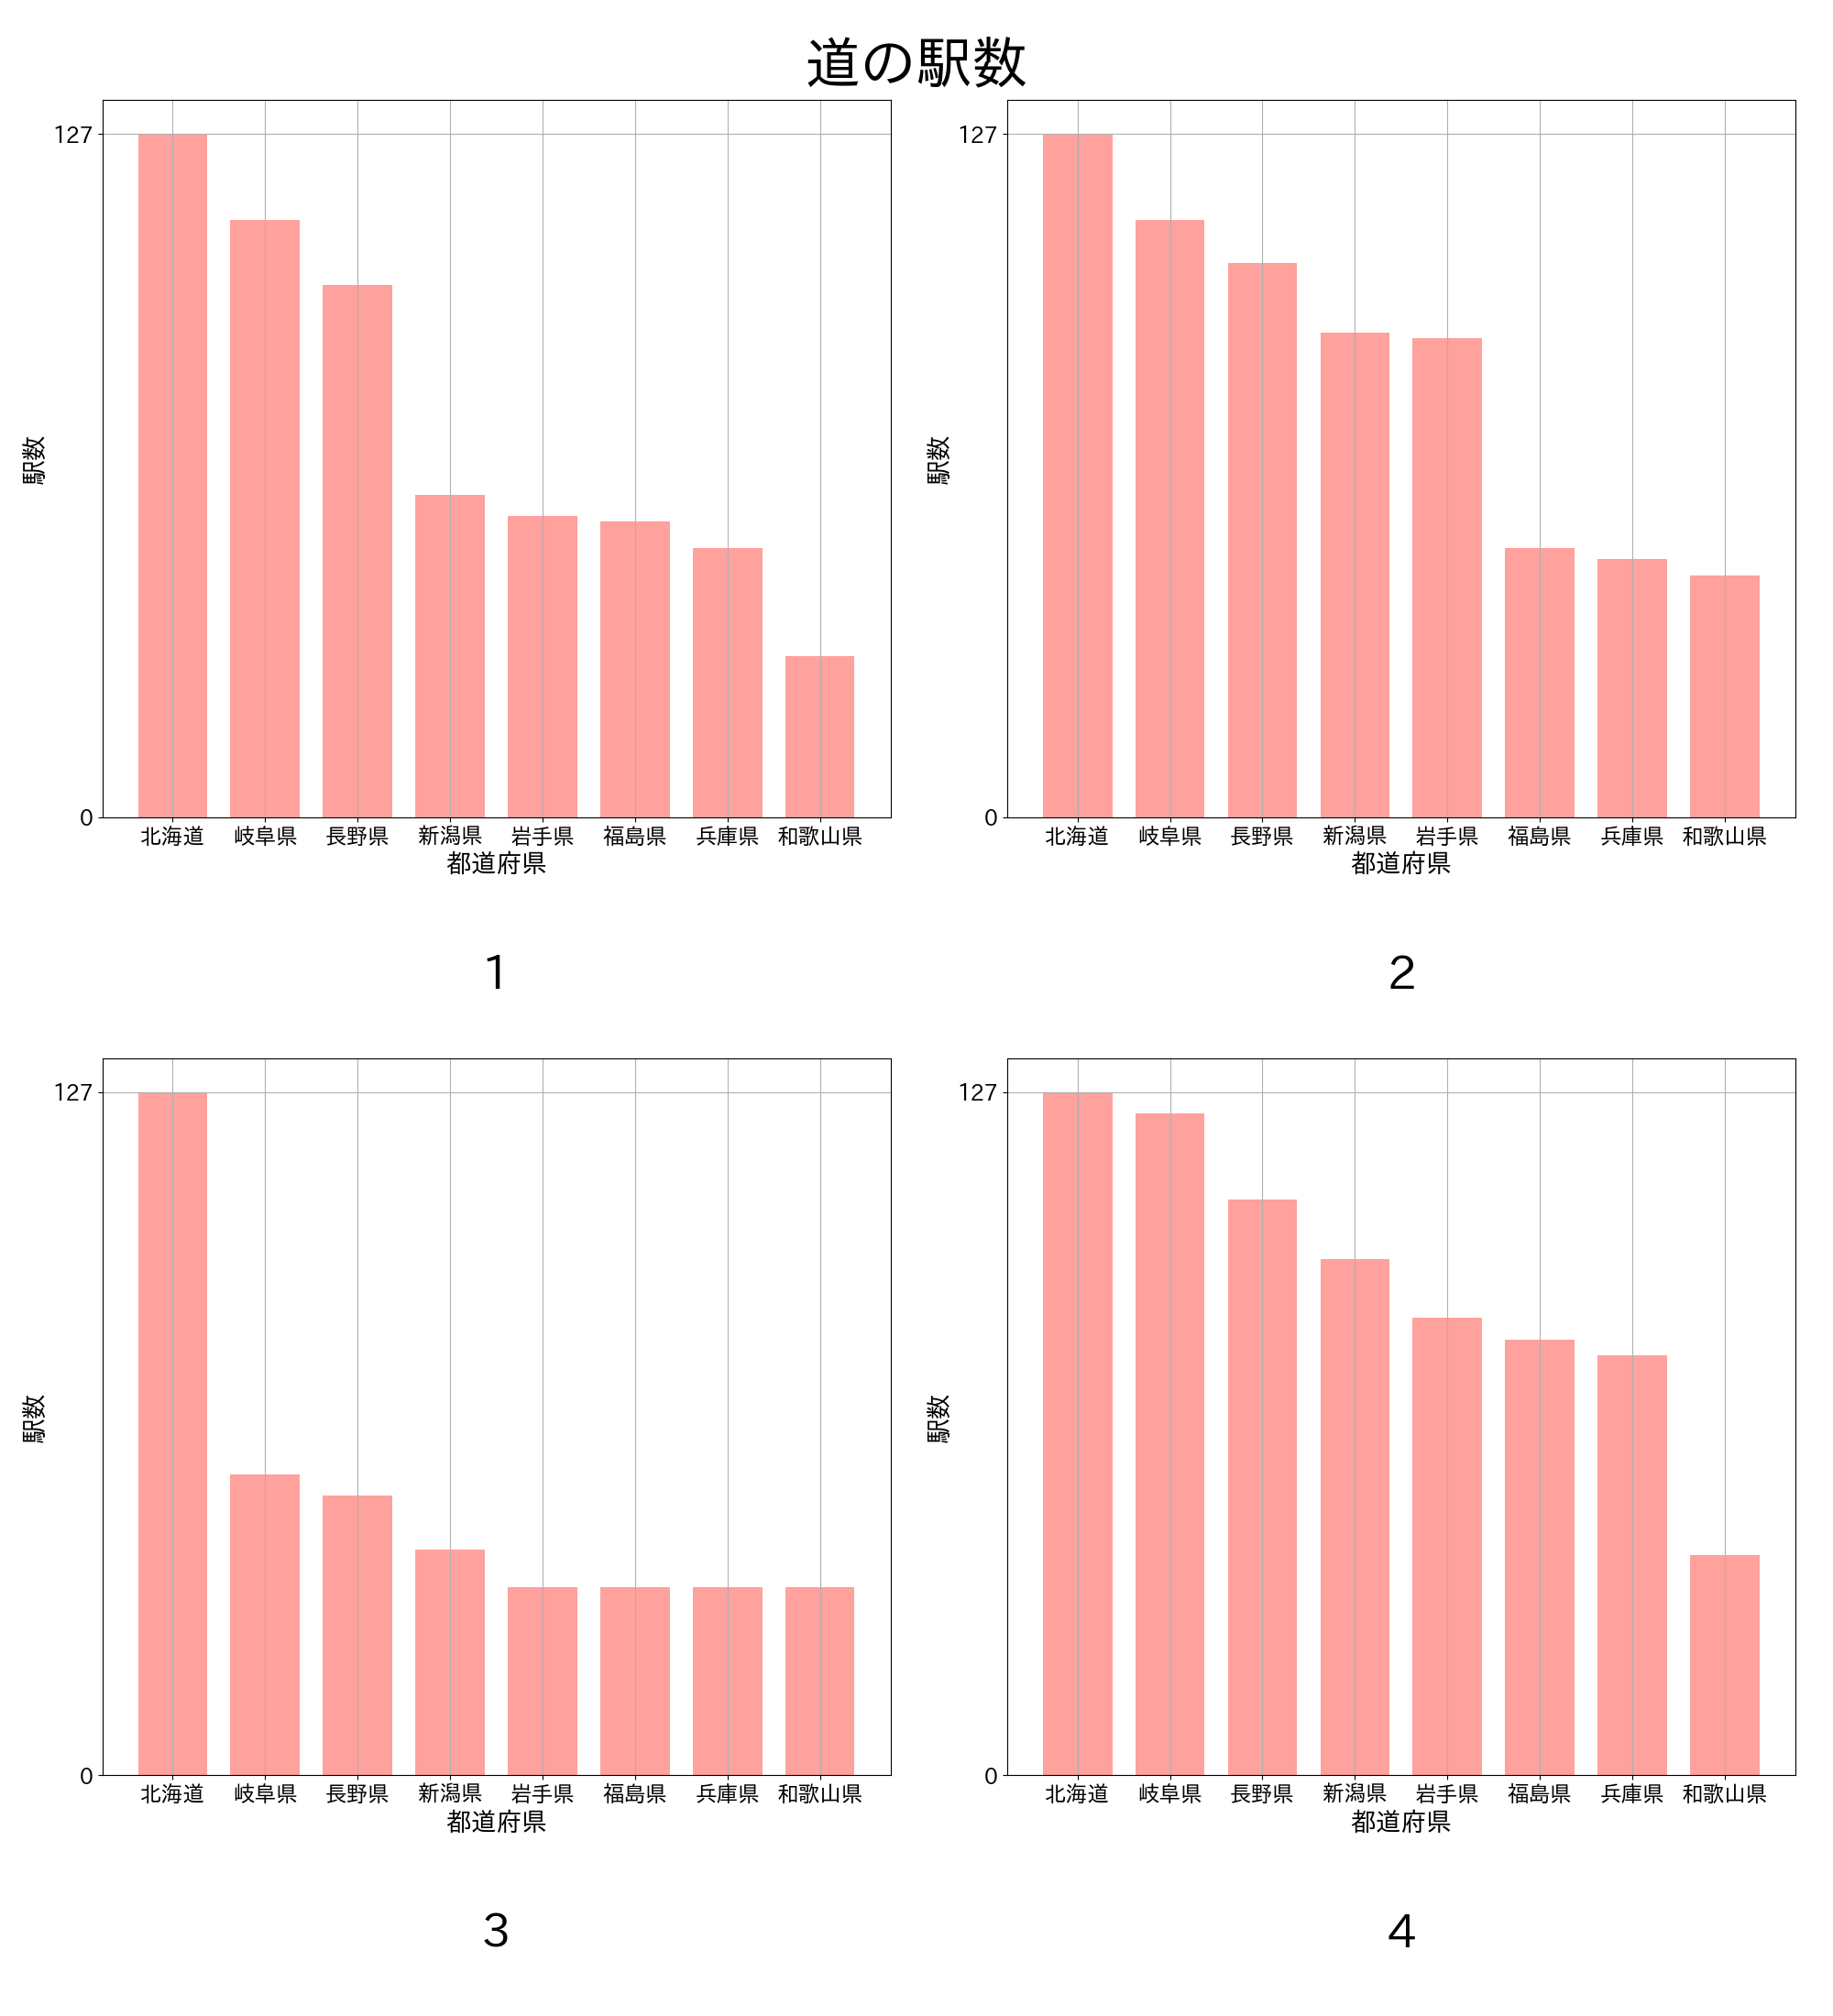 道の駅数
127
0
駅数
北海道 岐阜県 長野県 新潟県 岩手県 福島県 兵庫県 和歌山県
都道府県
1
127
0
駅数
北海道 岐阜県 長野県 新潟県 岩手県 福島県 兵庫県 和歌山県
都道府県
2
127
0
駅数
北海道 岐阜県 長野県 新潟県 岩手県 福島県 兵庫県 和歌山県
都道府県
3
127
0
駅数
北海道 岐阜県 長野県 新潟県 岩手県 福島県 兵庫県 和歌山県
都道府県
4